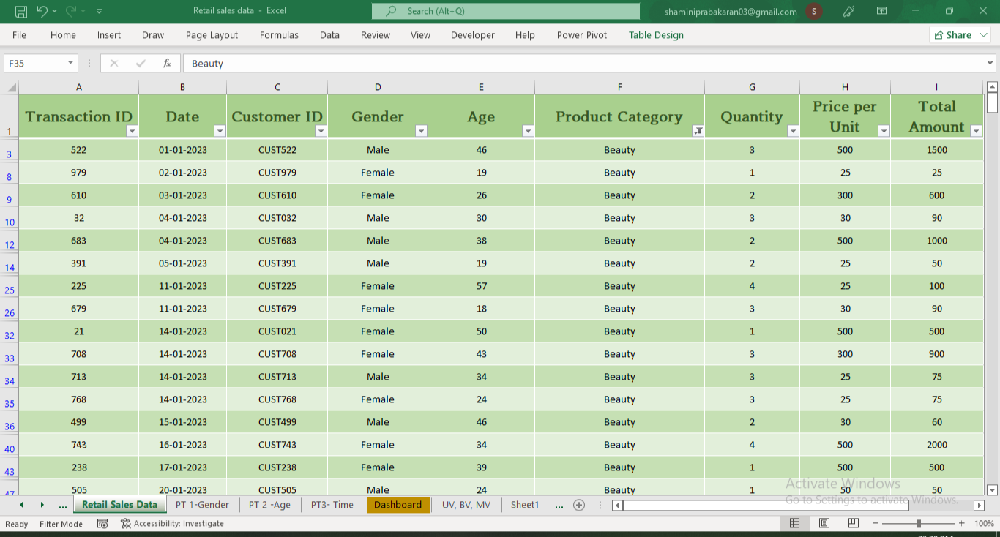 Retail sales data - Excel
Search (Alt+Q)
shaminiprabakaran03@gmail.com S
File Home Insert Draw Page Layout Formulas Data Review View Developer Help Power Pivot Table Design Share
F35 fx Beauty
A B C D E F G H I
1 Transaction ID Date Customer ID Gender Age Product Category Quantity Price per Unit Total Amount
3 522 01-01-2023 CUST522 Male 46 Beauty 3 500 1500
8 979 02-01-2023 CUST979 Female 19 Beauty 1 25 25
9 610 03-01-2023 CUST610 Female 26 Beauty 2 300 600
10 32 04-01-2023 CUST032 Male 30 Beauty 3 30 90
12 683 04-01-2023 CUST683 Male 38 Beauty 2 500 1000
14 391 05-01-2023 CUST391 Male 19 Beauty 2 25 50
25 225 11-01-2023 CUST225 Female 57 Beauty 4 25 100
26 679 11-01-2023 CUST679 Female 18 Beauty 3 30 90
32 21 14-01-2023 CUST021 Female 50 Beauty 1 500 500
33 708 14-01-2023 CUST708 Female 43 Beauty 3 300 900
34 713 14-01-2023 CUST713 Male 34 Beauty 3 25 75
35 768 14-01-2023 CUST768 Female 24 Beauty 3 25 75
36 499 15-01-2023 CUST499 Male 46 Beauty 2 30 60
40 743 16-01-2023 CUST743 Female 34 Beauty 4 500 2000
43 238 17-01-2023 CUST238 Female 39 Beauty 1 500 500
47 505 20-01-2023 CUST505 Male 24 Beauty 1 50 50
Activate Windows
Go to Settings to activate Windows.
... Retail Sales Data PT 1-Gender PT 2 -Age PT3- Time Dashboard UV, BV, MV Sheet1 ...
Ready Filter Mode Accessibility: Investigate 100%